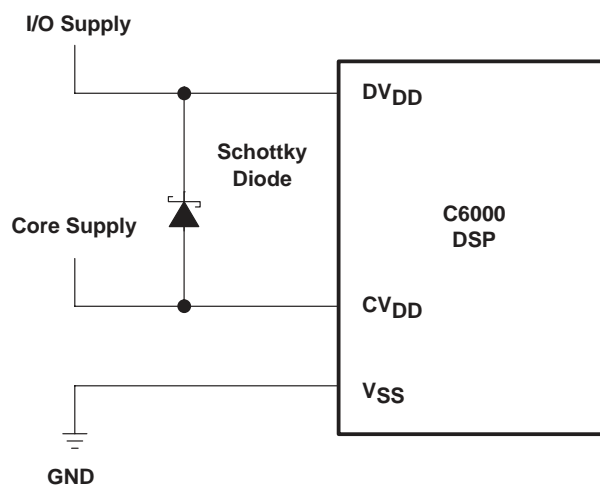 I/O Supply
DVDD
Schottky
Diode
C6000
DSP
Core Supply
CVDD
VSS
GND